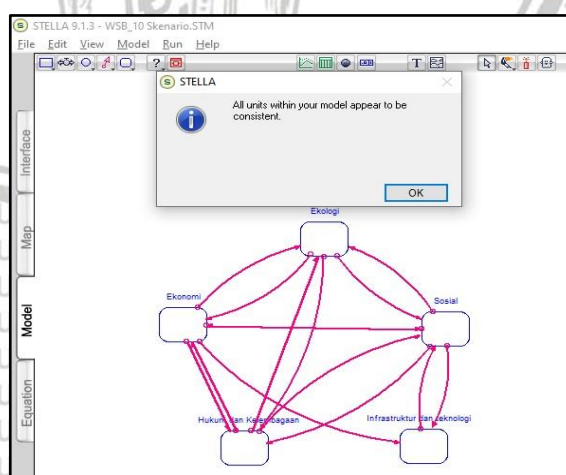 STELLA 9.1.3 - WSB_10 Skenario.STM
File Edit View Model Run Help
T
?
STELLA
All units within your model appear to be
consistent.
OK
Interface
Map
Model
Equation
Ekologi
Ekonomi
Sosial
Hukum dan Kelembagaan
Infrastruktur dan teknologi